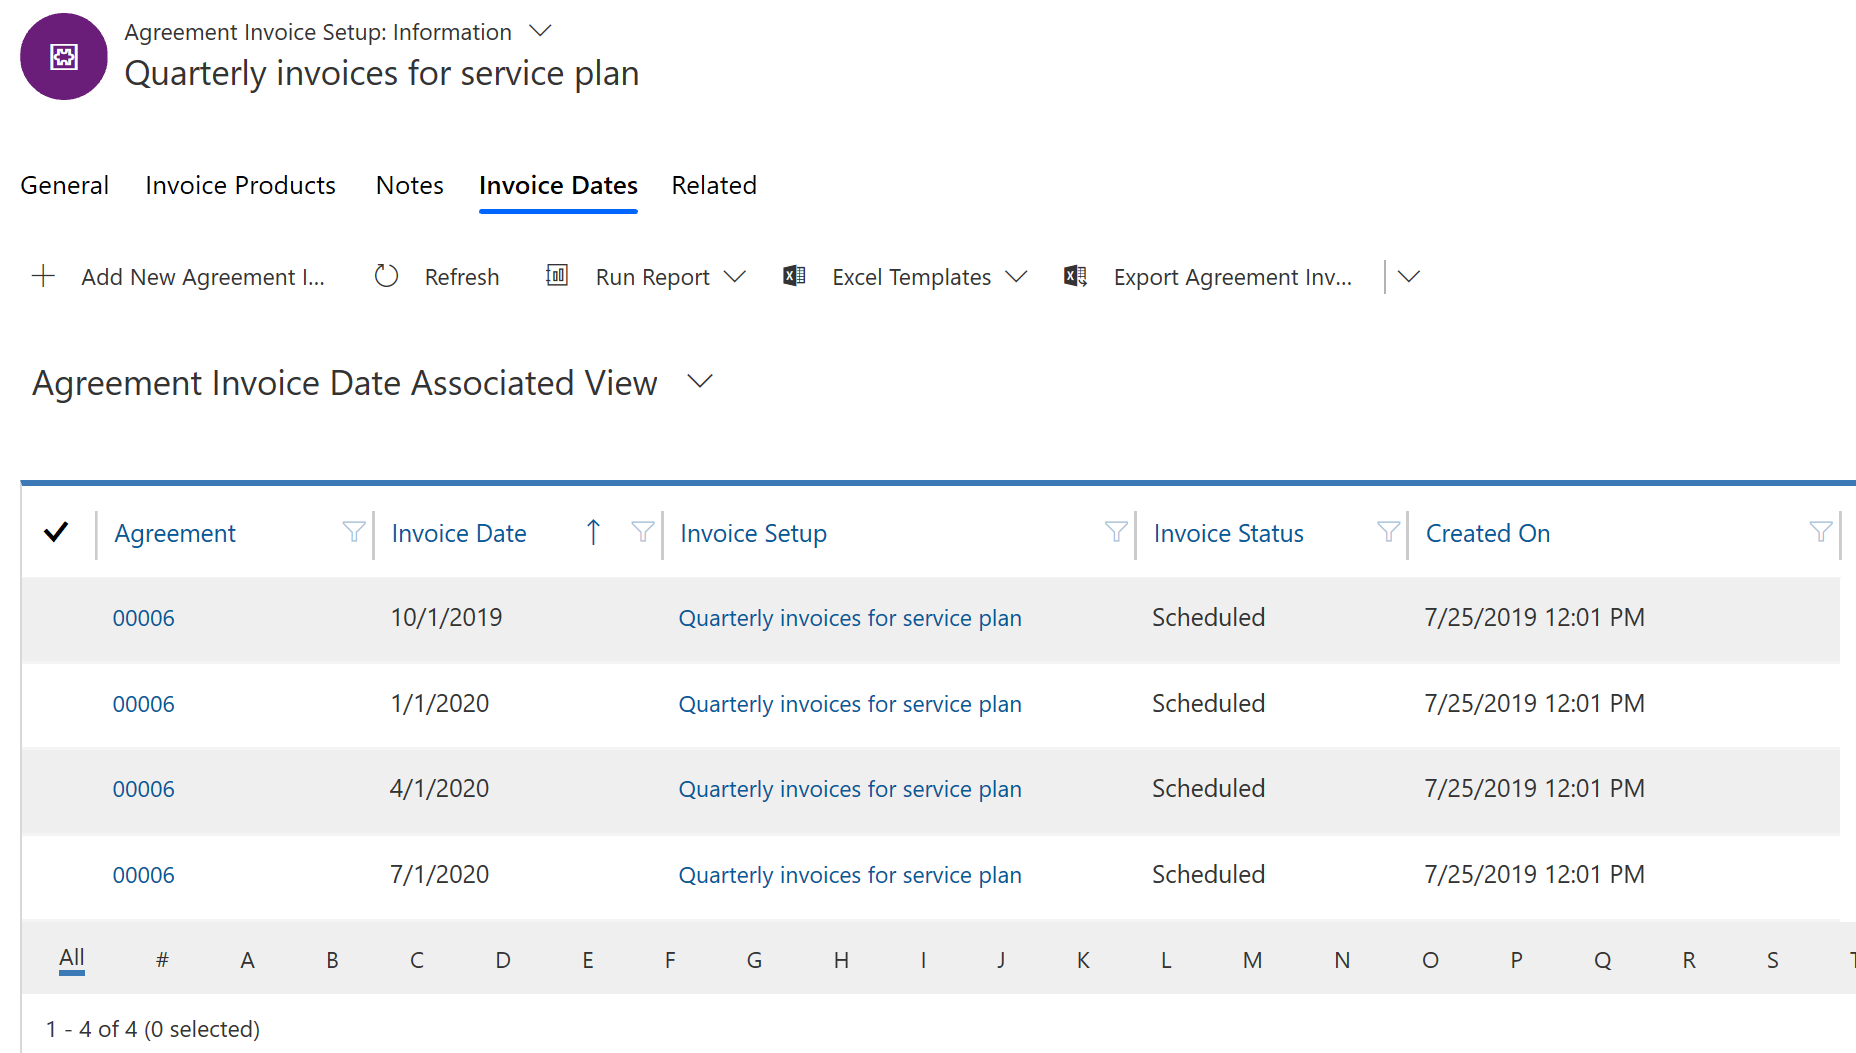 Agreement Invoice Setup: Information
Quarterly invoices for service plan
General Invoice Products Notes Invoice Dates Related
Add New Agreement I... Refresh Run Report Excel Templates Export Agreement Inv...
Agreement Invoice Date Associated View
Agreement Invoice Date Invoice Setup Invoice Status Created On
00006 10/1/2019 Quarterly invoices for service plan Scheduled 7/25/2019 12:01 PM
00006 1/1/2020 Quarterly invoices for service plan Scheduled 7/25/2019 12:01 PM
00006 4/1/2020 Quarterly invoices for service plan Scheduled 7/25/2019 12:01 PM
00006 7/1/2020 Quarterly invoices for service plan Scheduled 7/25/2019 12:01 PM
All # A B C D E F G H I J K L M N O P Q R S T
1 - 4 of 4 (0 selected)